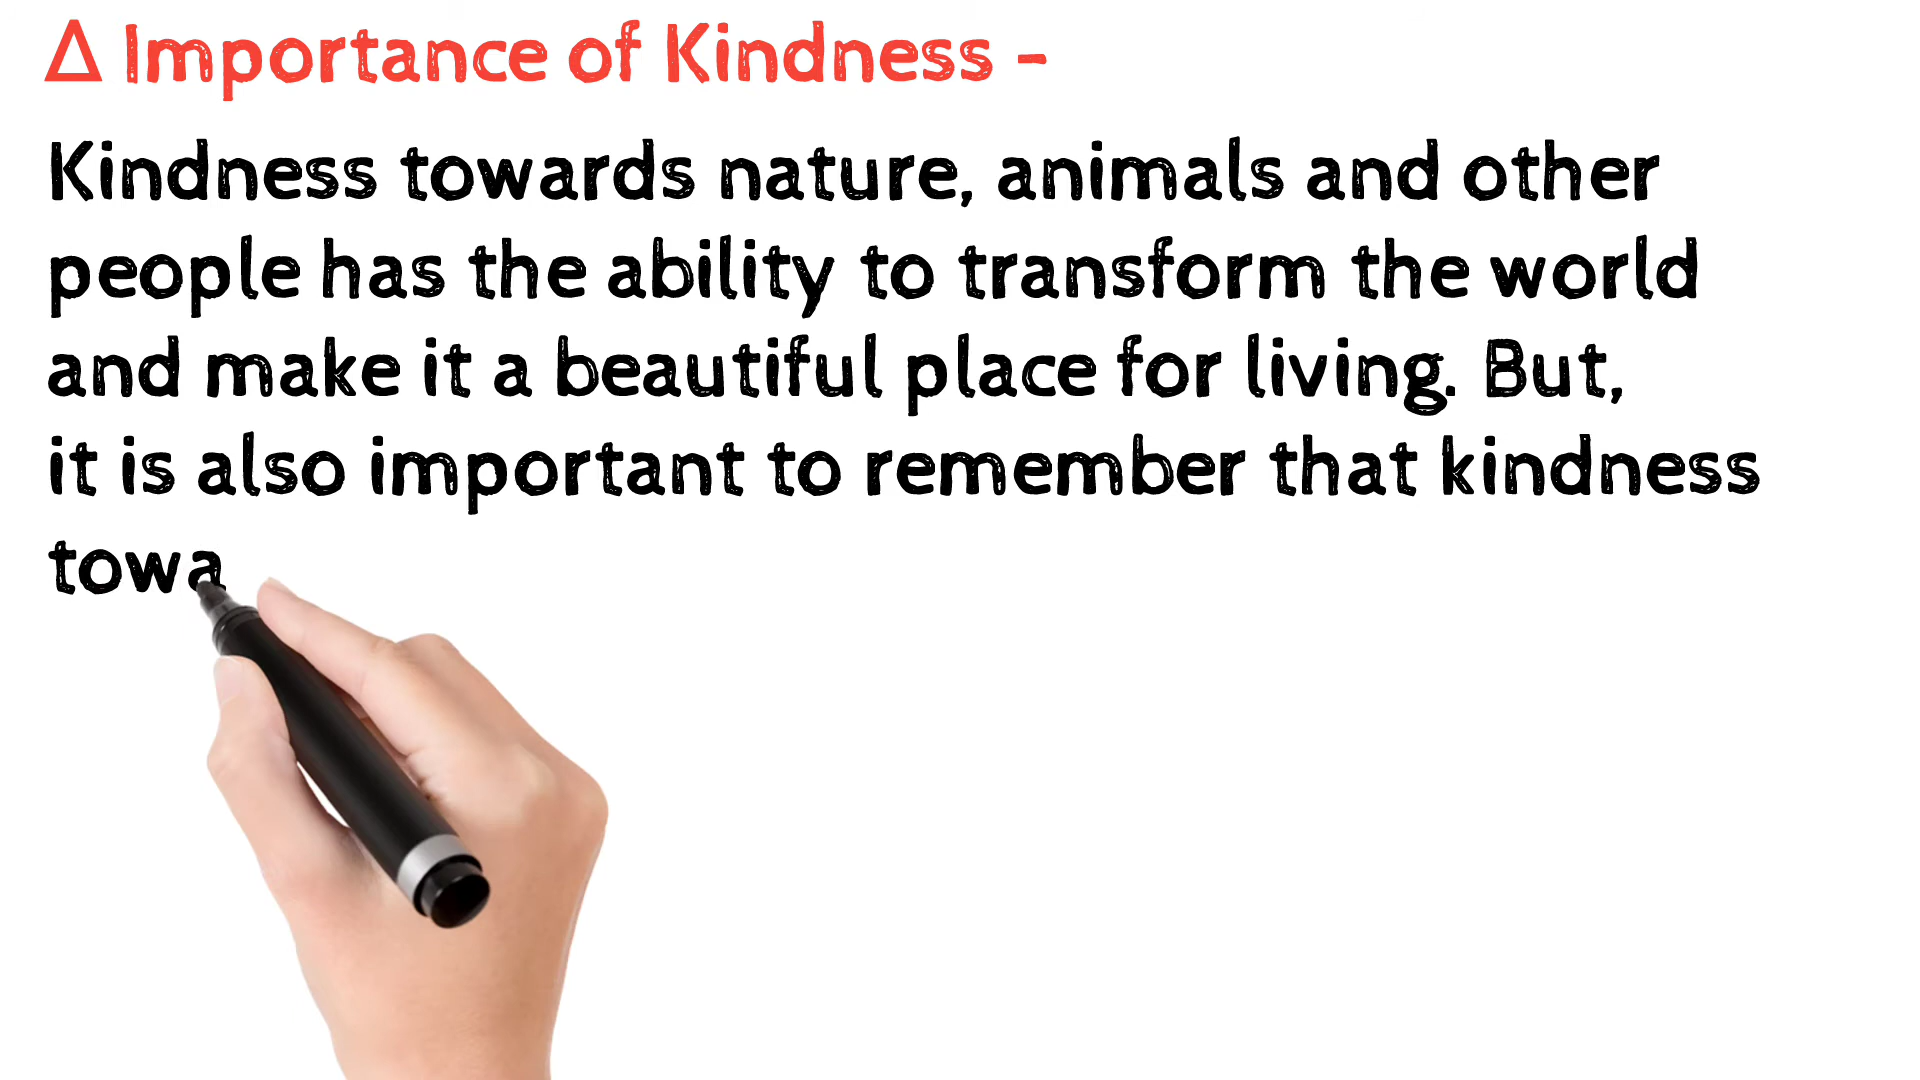 Δ Importance of Kindness -
Kindness towards nature, animals and other
people has the ability to transform the world
and make it a beautiful place for living. But,
it is also important to remember that kindness
towa